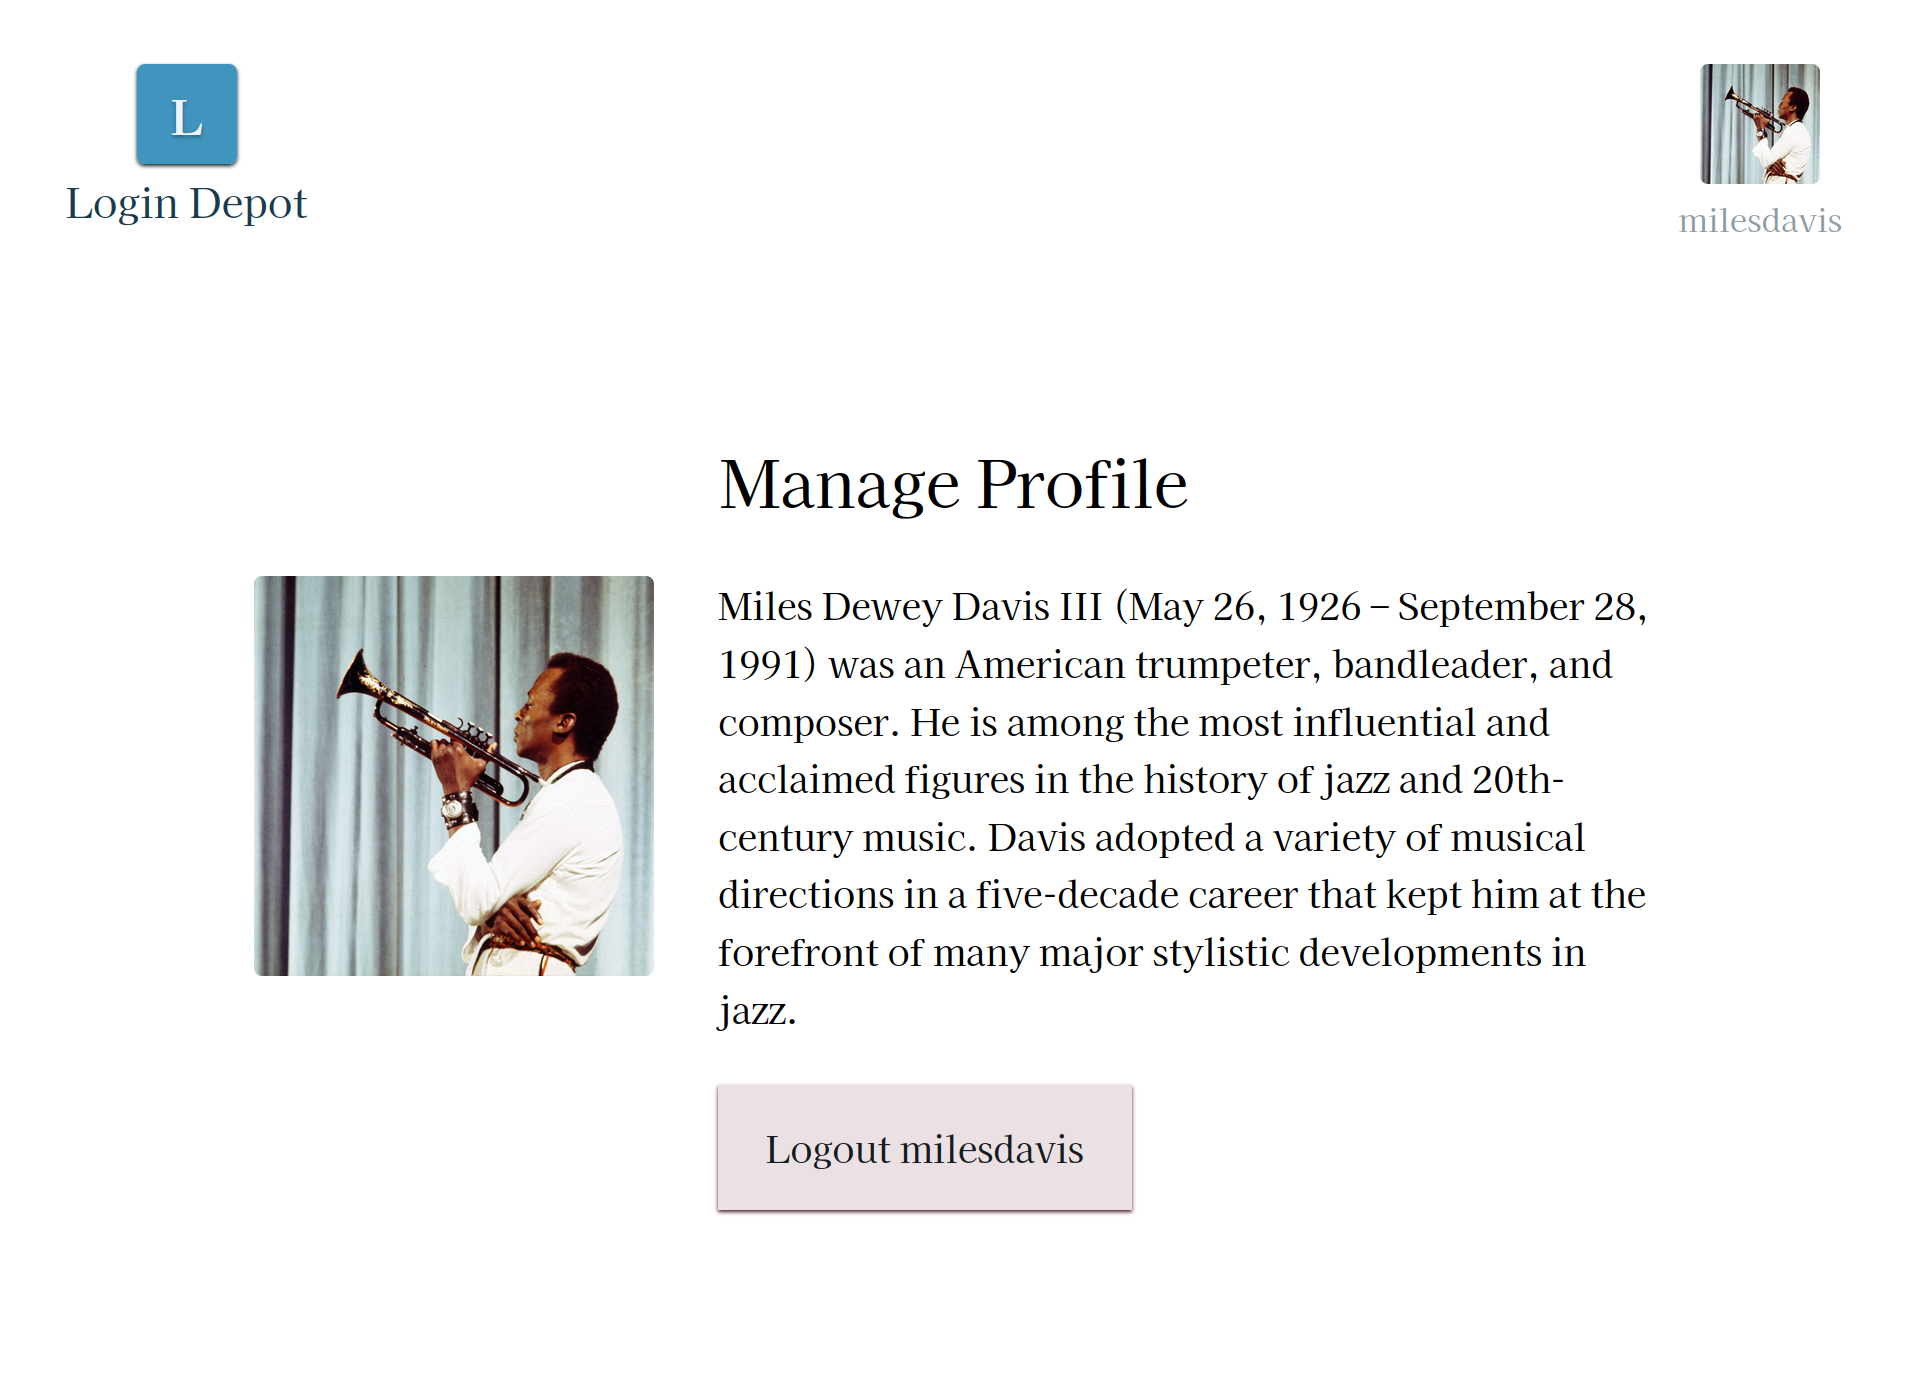 L
Login Depot
milesdavis
Manage Profile
Miles Dewey Davis III (May 26, 1926 – September 28,
1991) was an American trumpeter, bandleader, and
composer. He is among the most influential and
acclaimed figures in the history of jazz and 20th-
century music. Davis adopted a variety of musical
directions in a five-decade career that kept him at the
forefront of many major stylistic developments in
jazz.
Logout milesdavis